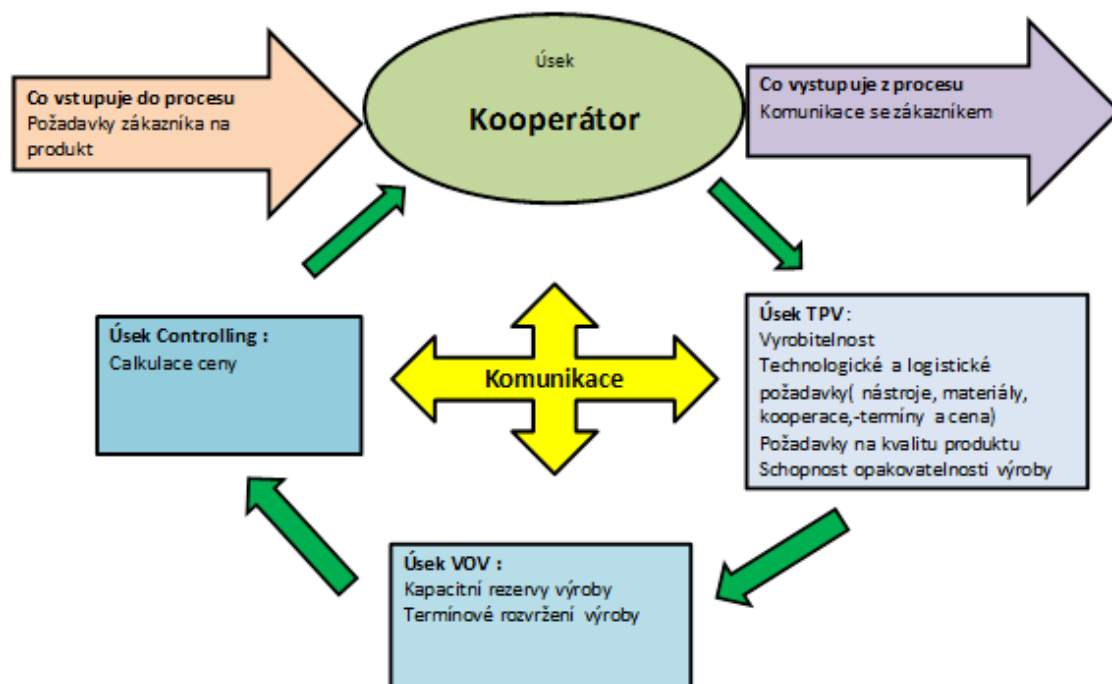 Úsek
Kooperátor
Co vstupuje do procesu
Požadavky zákazníka na
produkt
Co vystupuje z procesu
Komunikace se zákazníkem
Úsek Controlling :
Calkulace ceny
Komunikace
Úsek TPV :
Vyrobitelnost
Technologické a logistické
požadavky( nástroje, materiály,
kooperace,-termíny a cena)
Požadavky na kvalitu produktu
Schopnost opakovatelnosti výroby
Úsek VOV :
Kapacitní rezervy výroby
Termínové rozvržení výroby